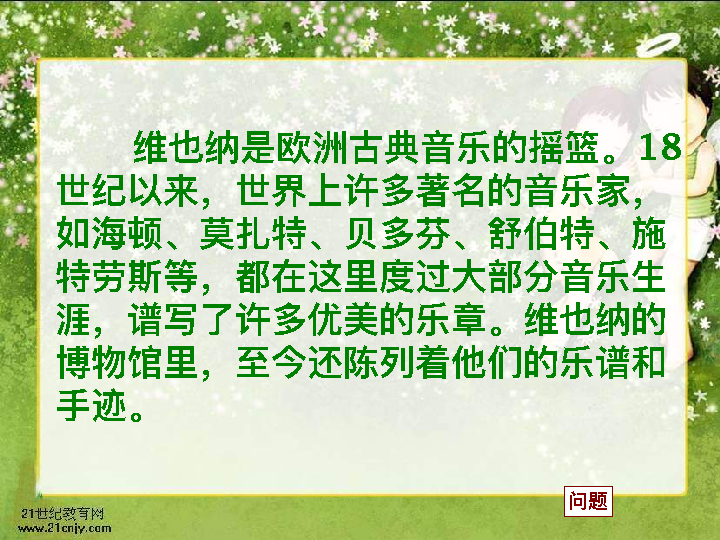 维也纳是欧洲古典音乐的摇篮。18
世纪以来，世界上许多著名的音乐家，
如海顿、莫扎特、贝多芬、舒伯特、施
特劳斯等，都在这里度过大部分音乐生
涯，谱写了许多优美的乐章。维也纳的
博物馆里，至今还陈列着他们的乐谱和
手迹。
问题
21世纪教育网
www.21cnjy.com